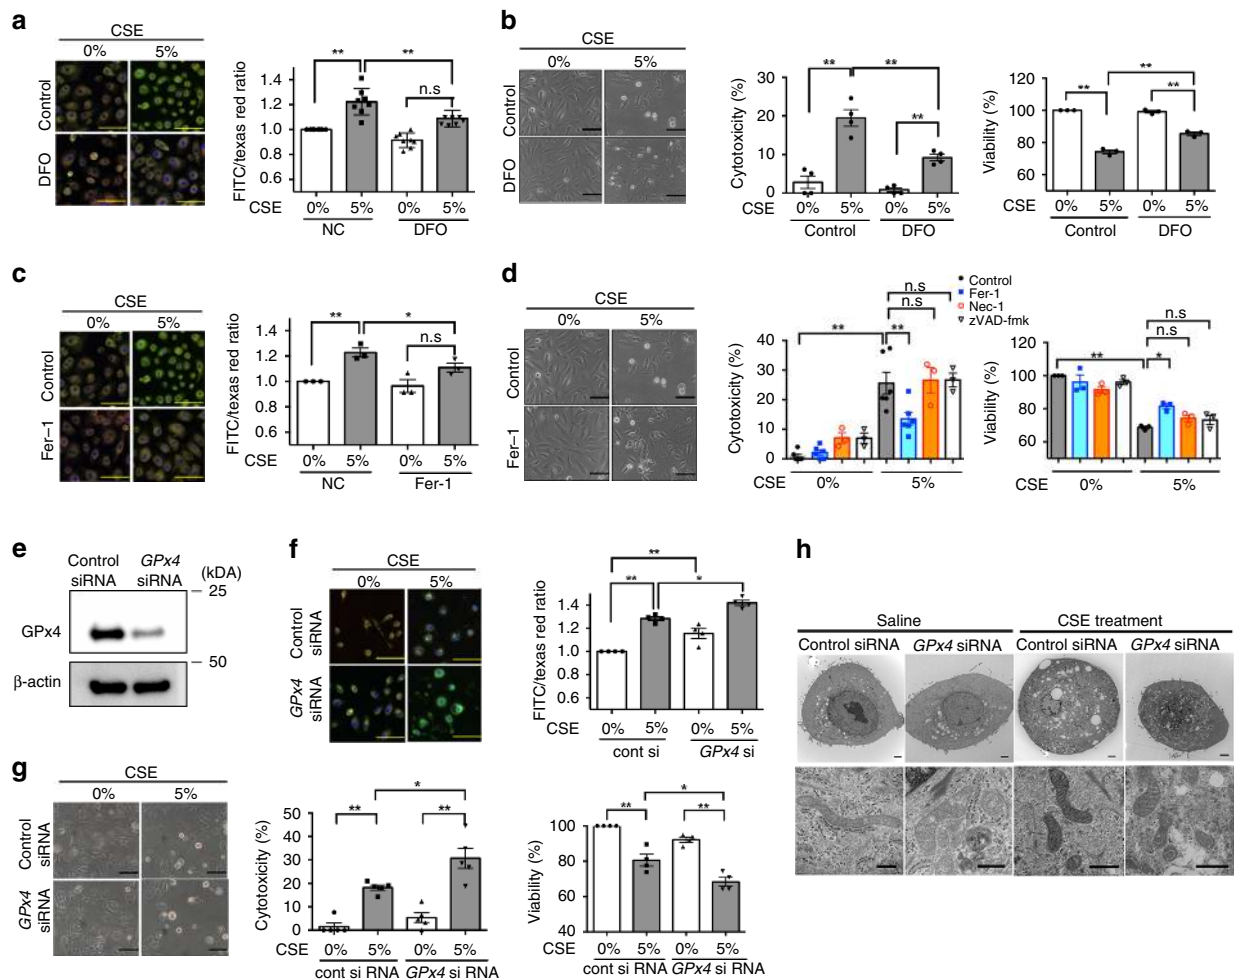 a
CSE
0% 5%
Control
DFO
FITC/texas red ratio
1.4
1.2
1.0
0.8
0.6
** **
n.s
CSE 0% 5% 0% 5%
NC DFO
b
CSE
0% 5%
Control
DFO
Cytotoxicity (%)
30
20
10
0
** **
**
0% 5% 0% 5%
CSE
Control DFO
Viability (%)
120
100
80
60
**
** **
0% 5% 0% 5%
CSE
Control DFO
c
CSE
0% 5%
Control
Fer–1
FITC/texas red ratio
1.4
1.2
1.0
0.8
0.6
** *
n.s
CSE 0% 5% 0% 5%
NC Fer-1
d
CSE
0% 5%
Control
Fer–1
Control
Fer-1
Nec-1
zVAD-fmk
Cytotoxicity (%)
40
30
20
10
0
n.s
n.s
** **
CSE 0% 5%
Viability (%)
120
100
80
60
n.s
n.s
** *
CSE 0% 5%
e
Control siRNA
GPx4 siRNA
(kDA)
25
GPx4
50
β-actin
f
CSE
0% 5%
Control siRNA
GPx4 siRNA
FITC/texas red ratio
1.4
1.2
1.0
0.8
0.6
**
** *
CSE 0% 5% 0% 5%
cont si GPx4 si
g
CSE
0% 5%
Control siRNA
GPx4 siRNA
Cytotoxicity (%)
50
40
30
20
10
0
*
** **
CSE 0% 5% 0% 5%
cont si RNA GPx4 si RNA
Viability (%)
100
80
60
40
*
** **
CSE 0% 5% 0% 5%
cont si RNA GPx4 si RNA
h
Saline CSE treatment
Control siRNA GPx4 siRNA Control siRNA GPx4 siRNA